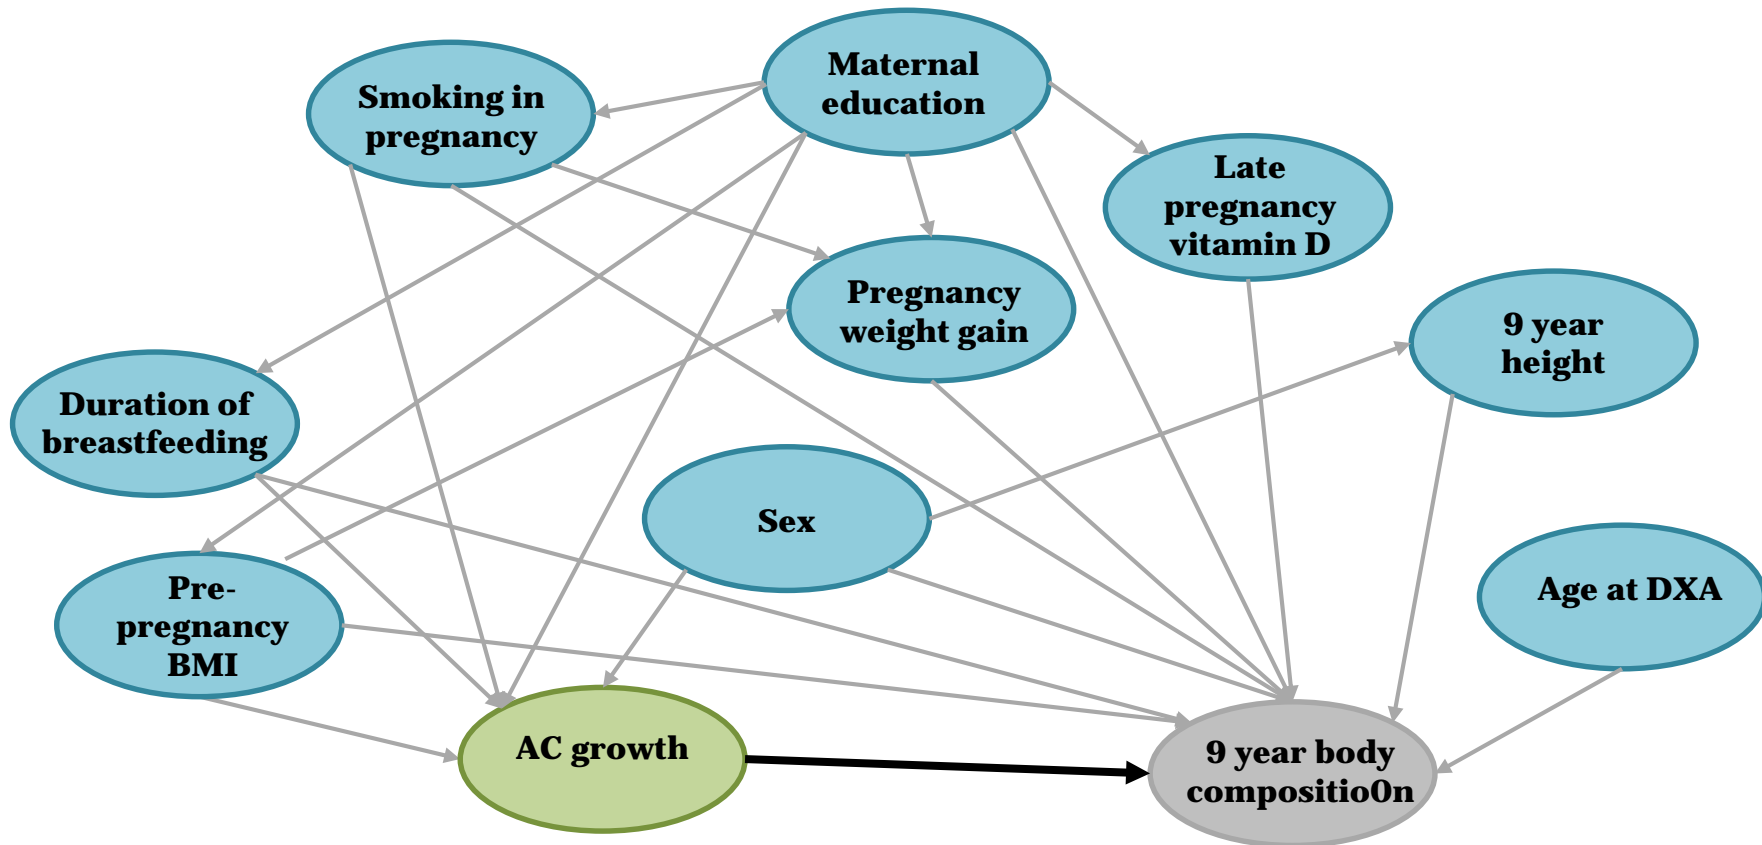 Maternal
education
Smoking in
pregnancy
Late
pregnancy
vitamin D
Pregnancy
weight gain
9 year
height
Duration of
breastfeeding
Sex
Age at DXA
Pre-
pregnancy
BMI
AC growth
9 year body
compositio0n